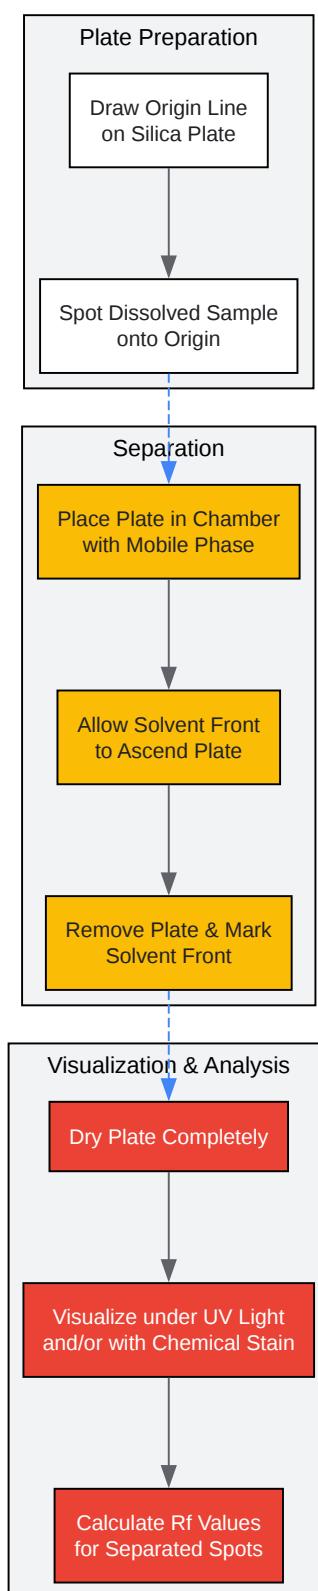 Plate Preparation
Draw Origin Line
on Silica Plate
Spot Dissolved Sample
onto Origin
Separation
Place Plate in Chamber
with Mobile Phase
Allow Solvent Front
to Ascend Plate
Remove Plate & Mark
Solvent Front
Visualization & Analysis
Dry Plate Completely
Visualize under UV Light
and/or with Chemical Stain
Calculate Rf Values
for Separated Spots